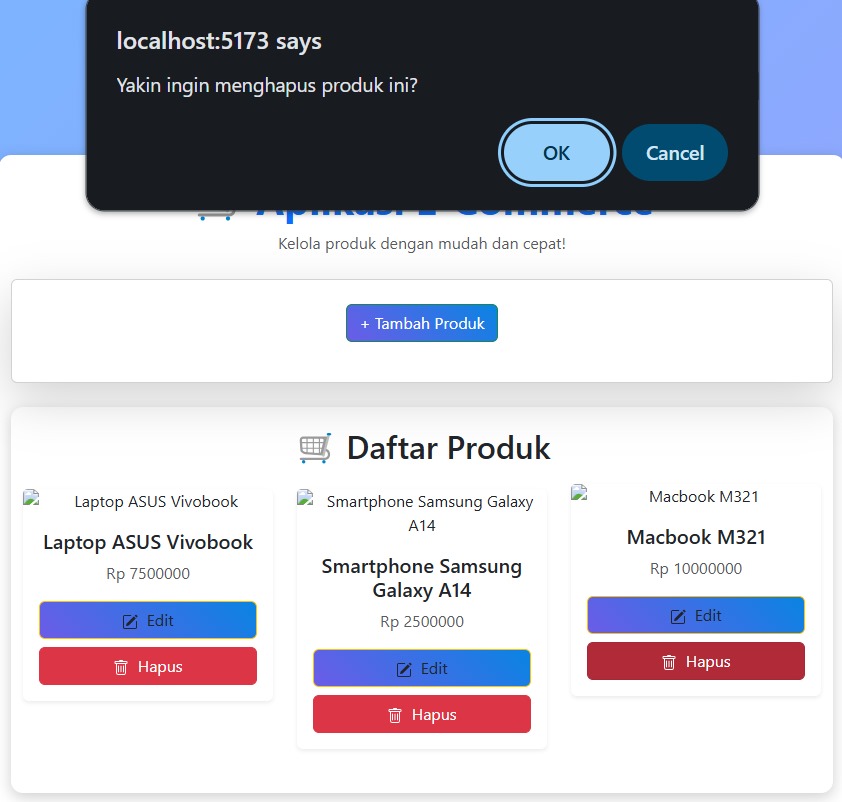 localhost:5173 says
Yakin ingin menghapus produk ini?
OK
Cancel
Aplikasi E-Commerce
Kelola produk dengan mudah dan cepat!
+ Tambah Produk
Daftar Produk
Laptop ASUS Vivobook
Laptop ASUS Vivobook
Rp 7500000
Edit
Hapus
Smartphone Samsung Galaxy
A14
Smartphone Samsung
Galaxy A14
Rp 2500000
Edit
Hapus
Macbook M321
Macbook M321
Rp 10000000
Edit
Hapus